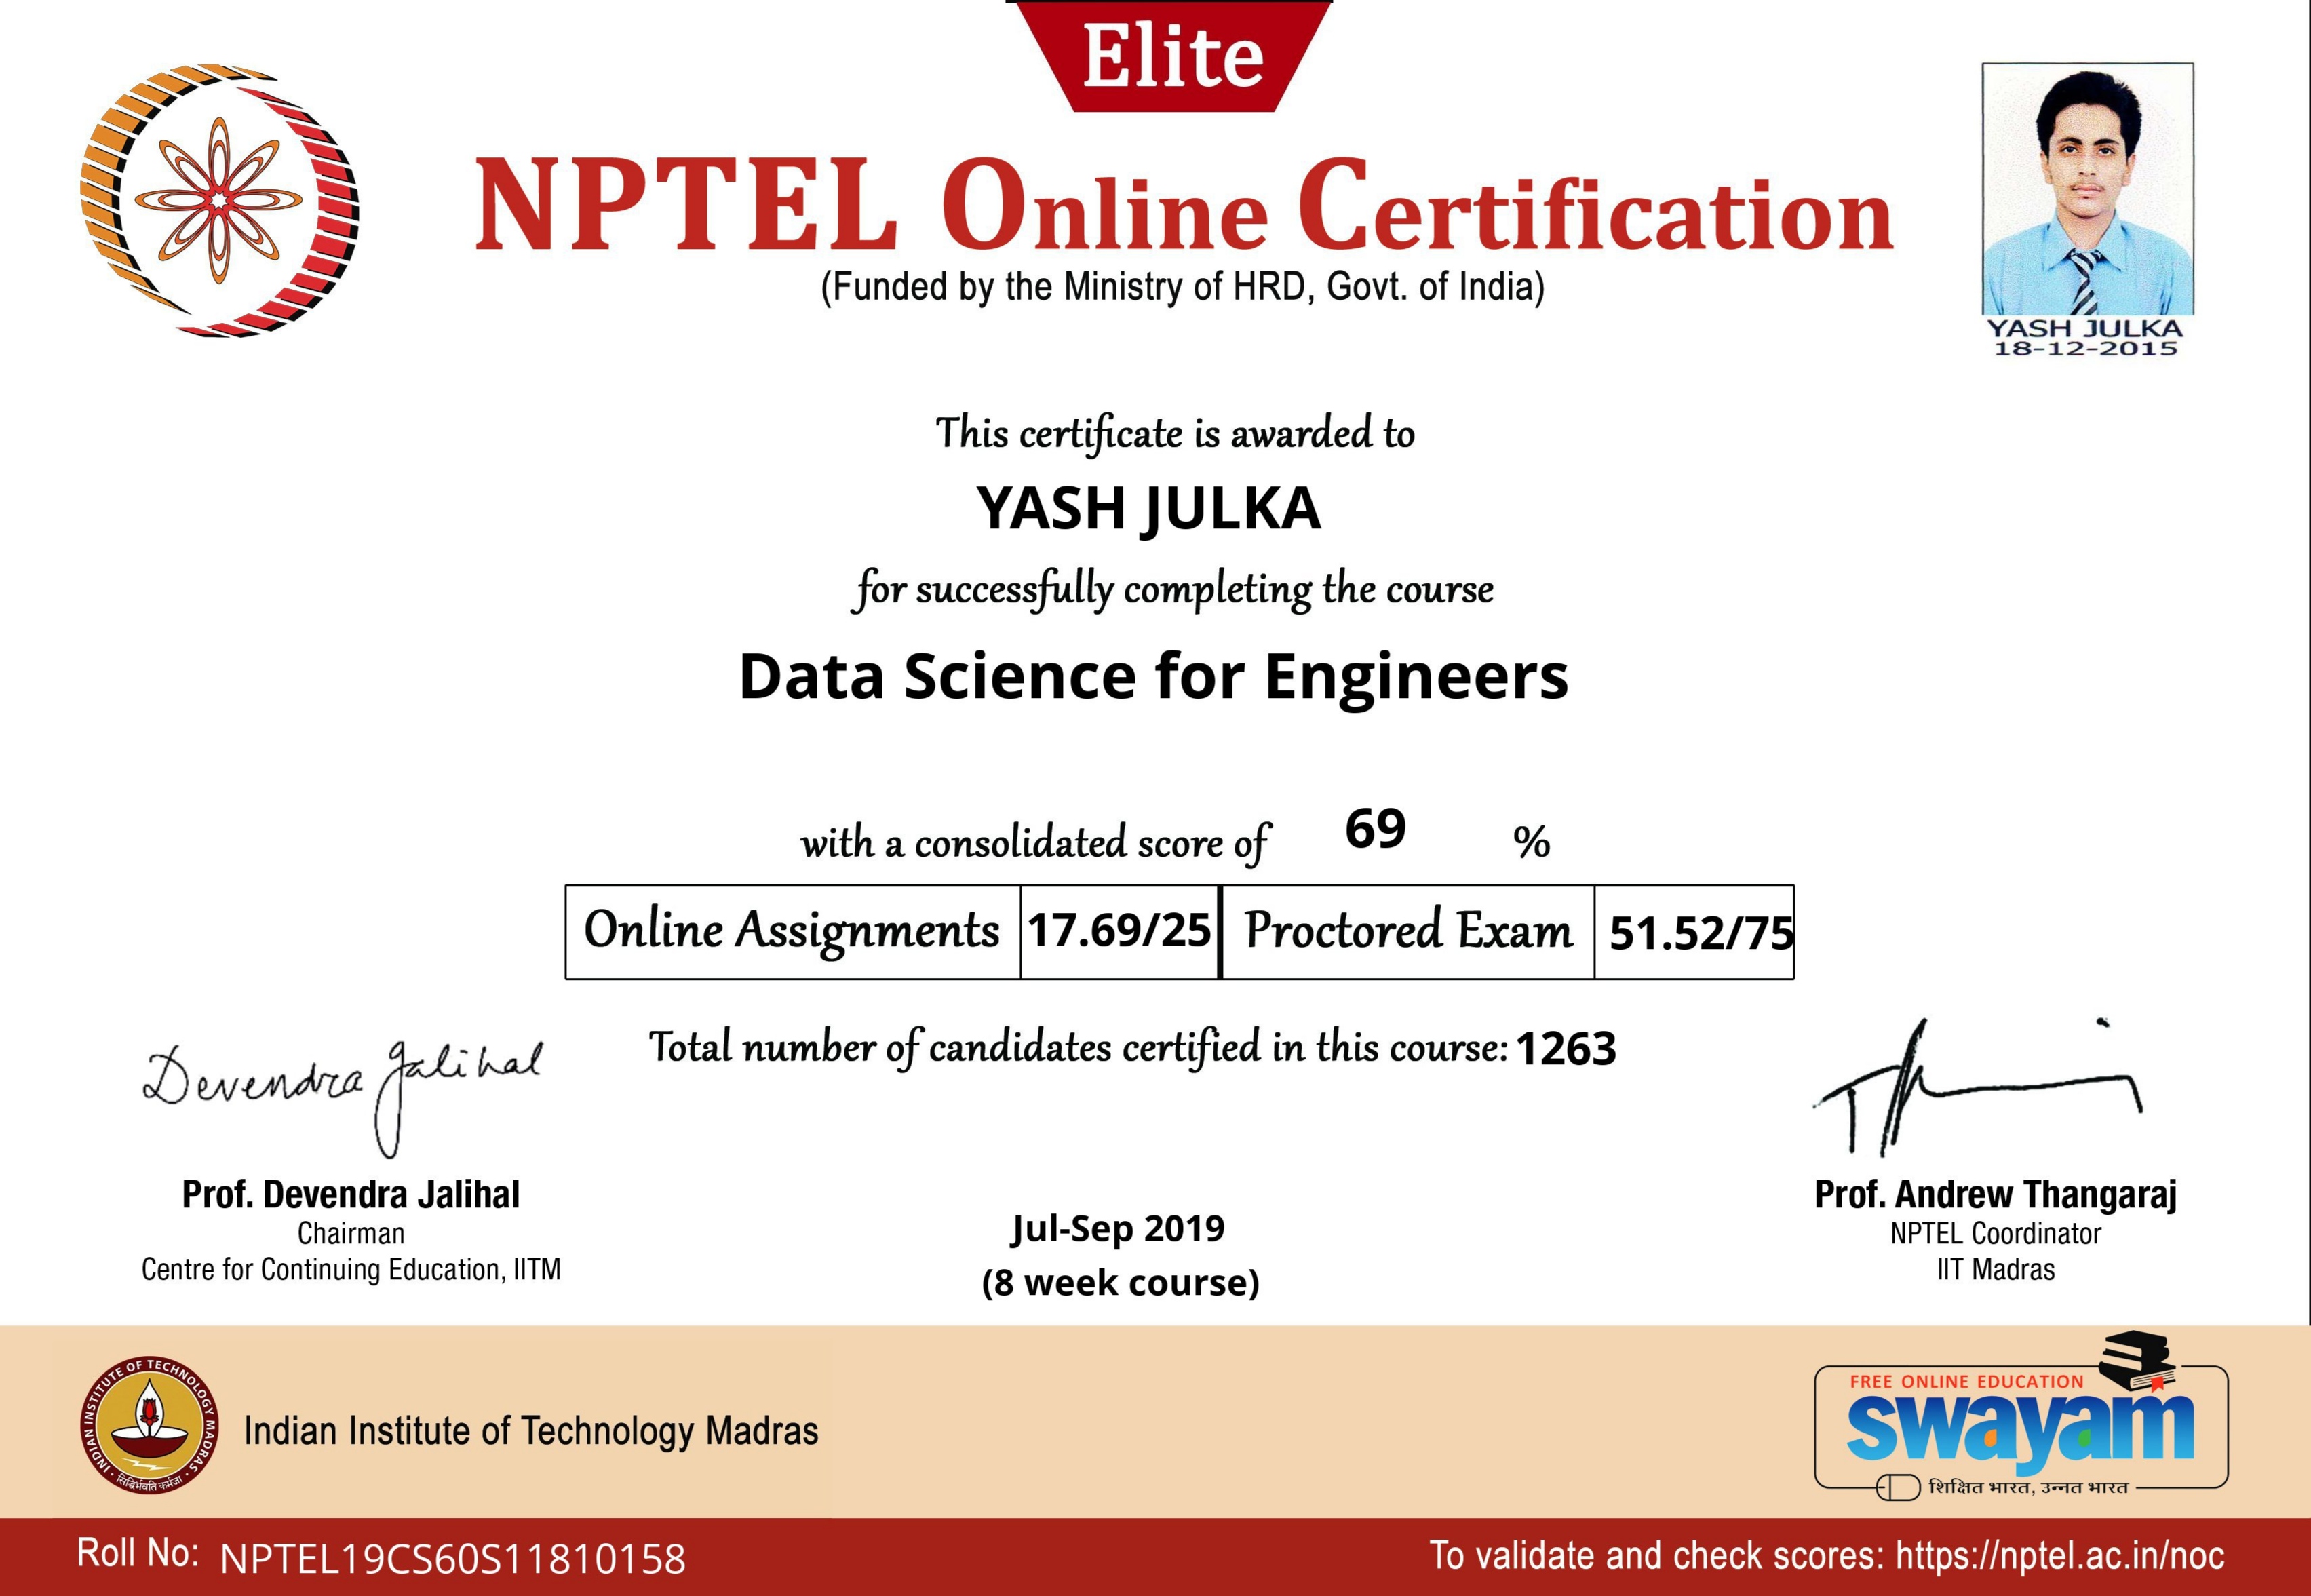 Elite
NPTEL Online Certification
(Funded by the Ministry of HRD, Govt. of India)
YASH JULKA
18-12-2015
This certificate is awarded to
YASH JULKA
for successfully completing the course
Data Science for Engineers
with a consolidated score of 69 %
Online Assignments 17.69/25 Proctored Exam 51.52/75
Total number of candidates certified in this course: 1263
Devendra Jalihal
Prof. Devendra Jalihal
Chairman
Centre for Continuing Education, IITM
Jul-Sep 2019
(8 week course)
Prof. Andrew Thangaraj
NPTEL Coordinator
IIT Madras
INDIAN INSTITUTE OF TECHNOLOGY MADRAS
सिद्धिर्भवति कर्मजा
Indian Institute of Technology Madras
FREE ONLINE EDUCATION
swayam
शिक्षित भारत, उन्नत भारत
Roll No: NPTEL19CS60S11810158
To validate and check scores: https://nptel.ac.in/noc